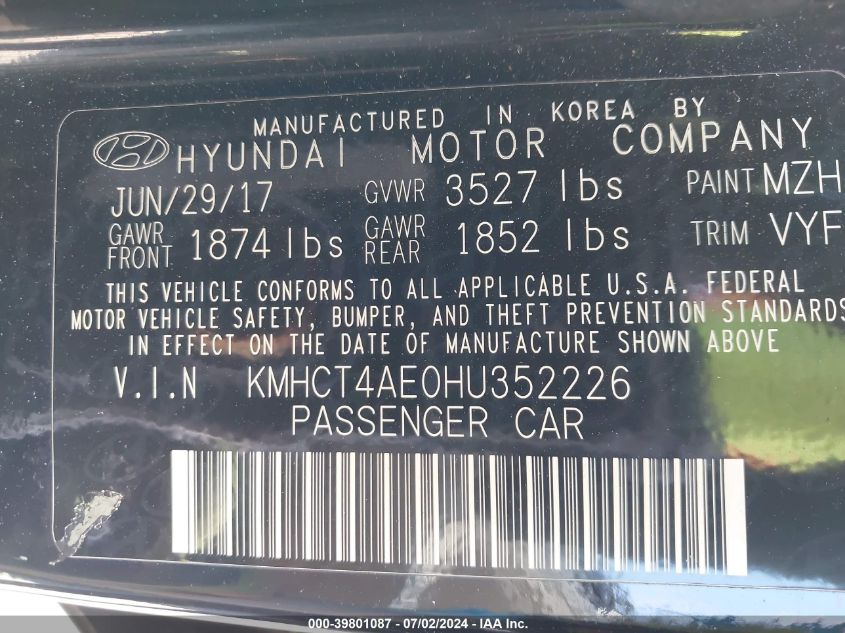 MANUFACTURED IN KOREA BY
HYUNDAI MOTOR COMPANY
JUN/29/17 GVWR 3527 lbs PAINT MZH
GAWR FRONT 1874 lbs GAWR REAR 1852 lbs TRIM VYF
THIS VEHICLE CONFORMS TO ALL APPLICABLE U.S.A. FEDERAL
MOTOR VEHICLE SAFETY, BUMPER, AND THEFT PREVENTION STANDARDS
IN EFFECT ON THE DATE OF MANUFACTURE SHOWN ABOVE
V.I.N KMHCT4AE0HU352226
PASSENGER CAR
000-39801087 - 07/02/2024 - IAA Inc.